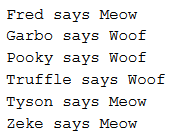 Fred says Meow
Garbo says Woof
Pooky says Woof
Truffle says Woof
Tyson says Meow
Zeke says Meow